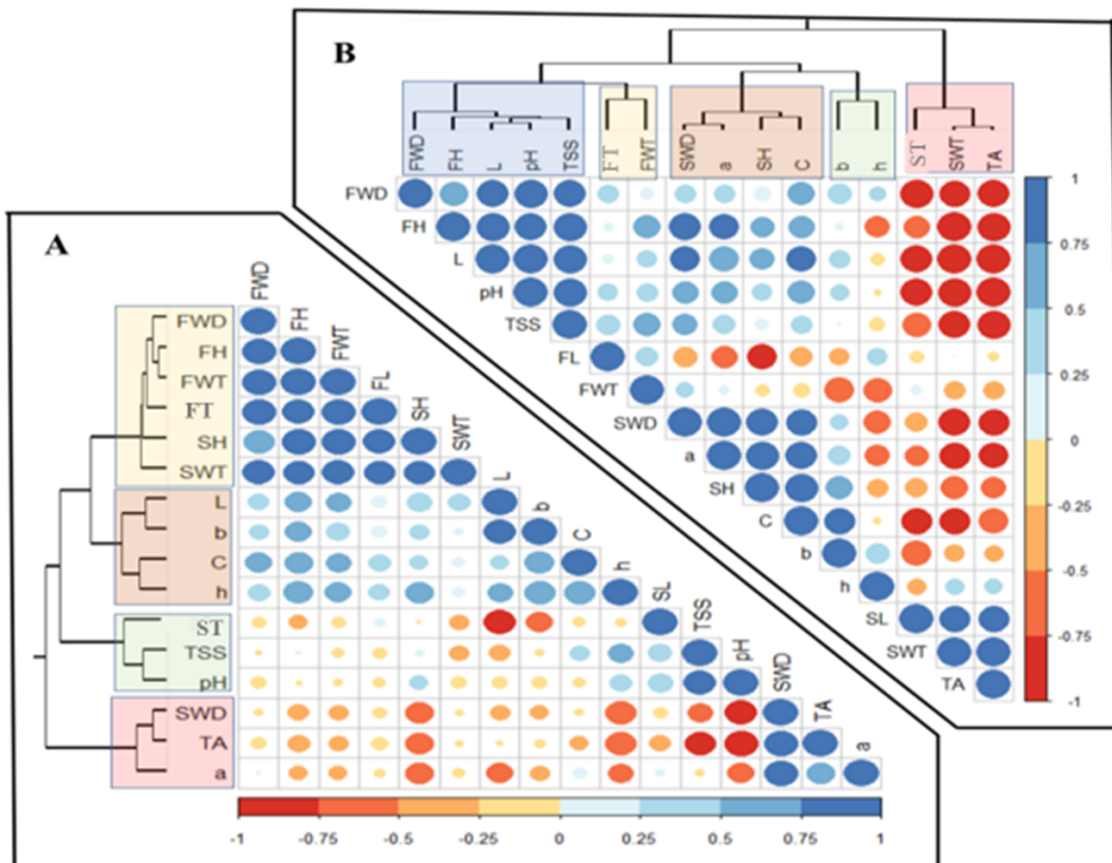 B
FWD FH L pH TSS FT FWT SWD a SH C b h ST SWT TA
FWD
FH
L
pH
TSS
FL
FWT
SWD
a
SH
C
b
h
SL
SWT
TA
1
0.75
0.5
0.25
0
-0.25
-0.5
-0.75
-1
A
FWD FH FWT FL SH SWT L b C h SL TSS pH SWD TA a
FWD
FH
FWT
FT
SH
SWT
L
b
C
h
ST
TSS
pH
SWD
TA
a
-1 -0.75 -0.5 -0.25 0 0.25 0.5 0.75 1